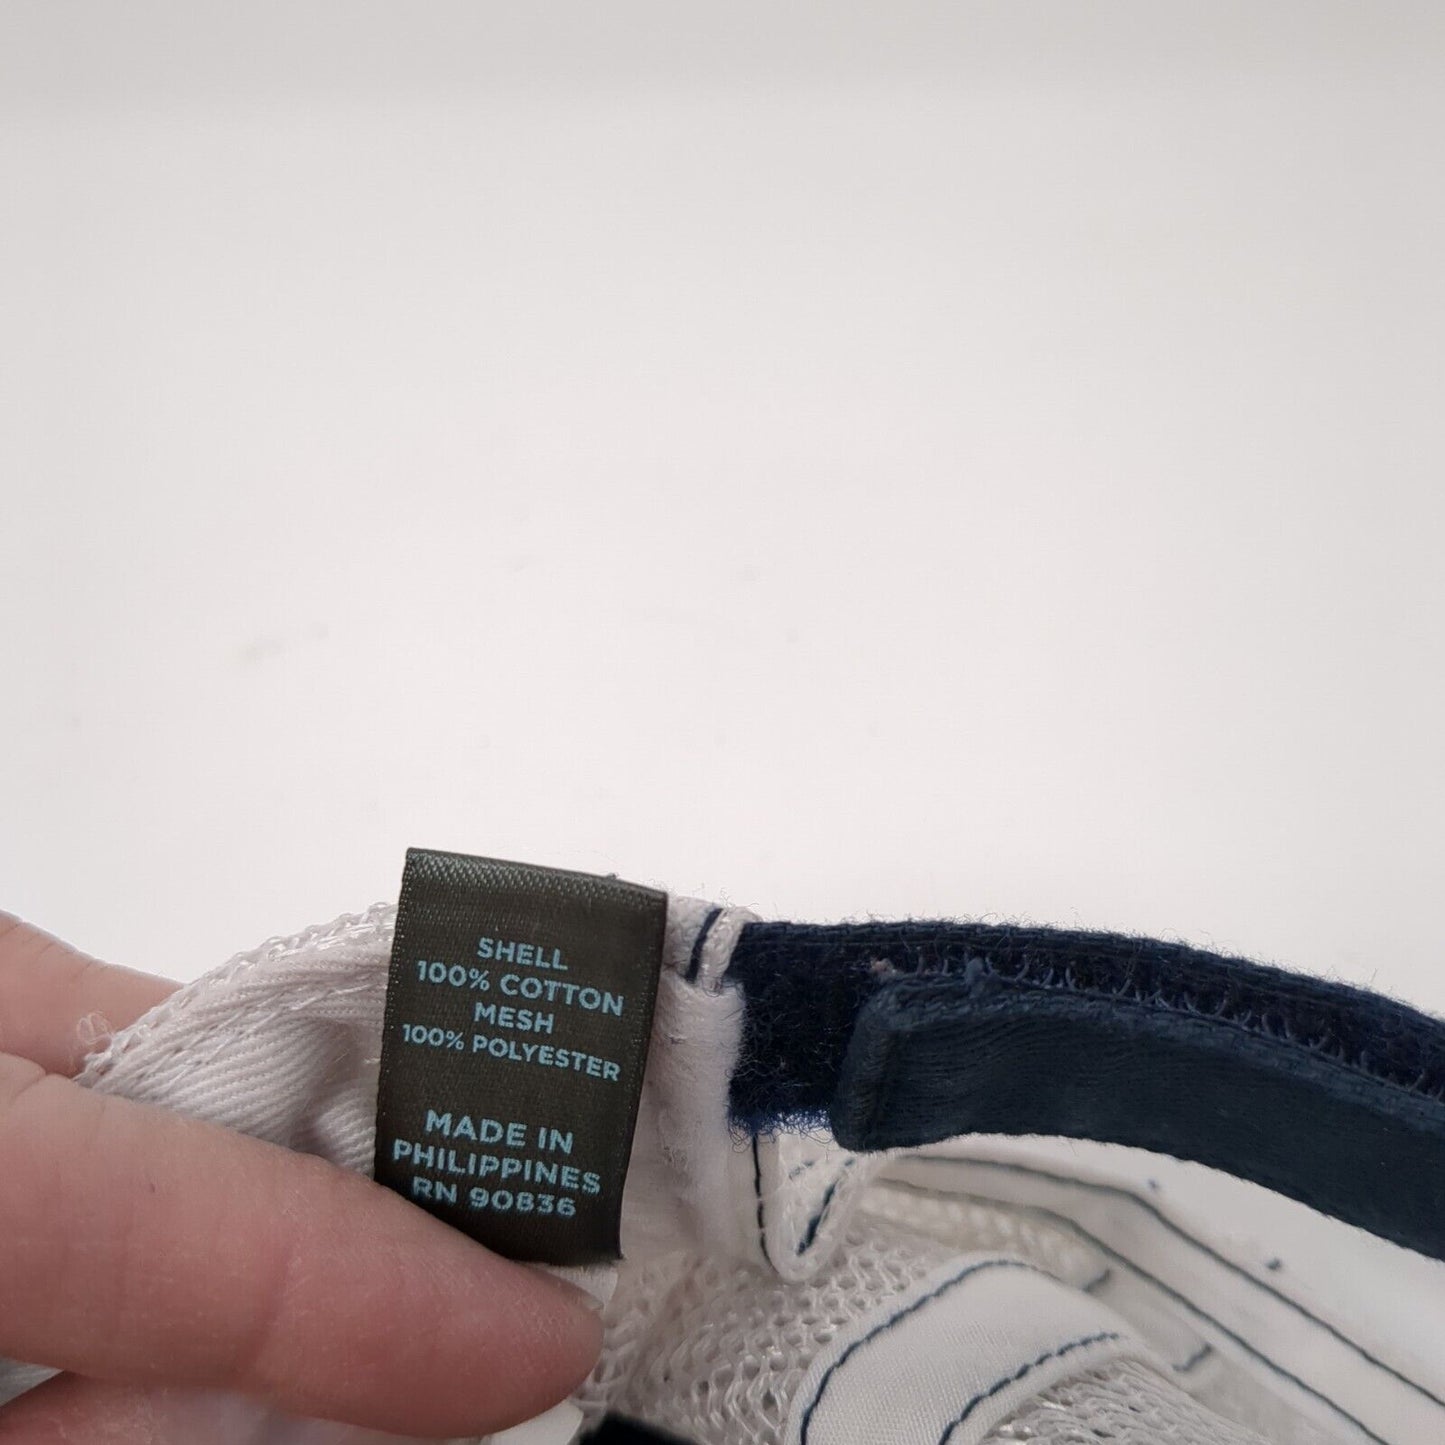 SHELL
100% COTTON
MESH
100% POLYESTER
MADE IN
PHILIPPINES
RN 90836